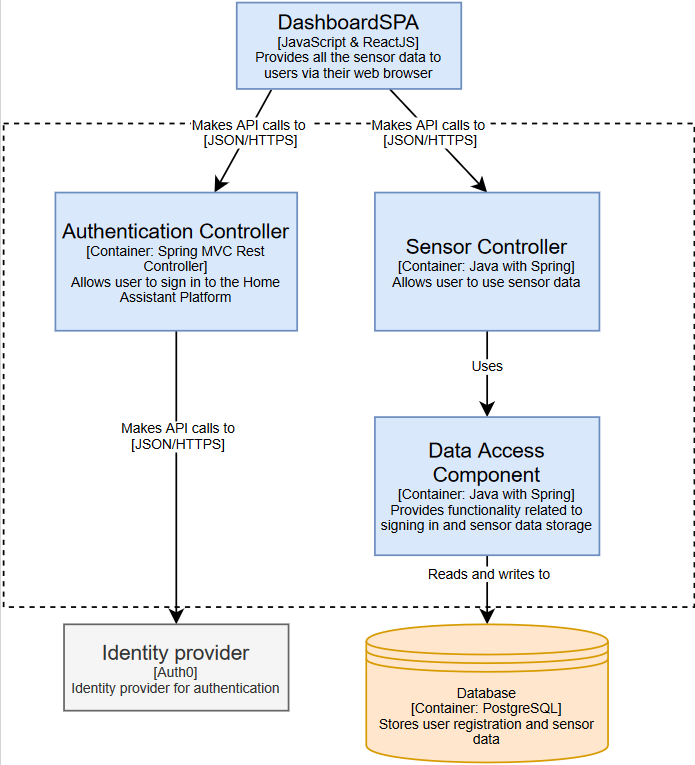 DashboardSPA
[JavaScript & ReactJS]
Provides all the sensor data to
users via their web browser
Makes API calls to
[JSON/HTTPS]
Makes API calls to
[JSON/HTTPS]
Authentication Controller
[Container: Spring MVC Rest
Controller]
Allows user to sign in to the Home
Assistant Platform
Sensor Controller
[Container: Java with Spring]
Allows user to use sensor data
Uses
Makes API calls to
[JSON/HTTPS]
Data Access
Component
[Container: Java with Spring]
Provides functionality related to
signing in and sensor data storage
Reads and writes to
Identity provider
[Auth0]
Identity provider for authentication
Database
[Container: PostgreSQL]
Stores user registration and sensor
data